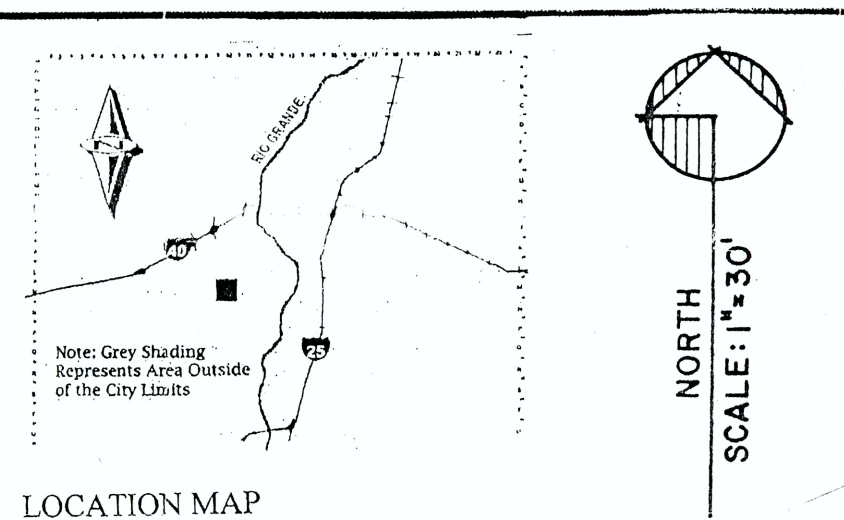 RIO GRANDE
N
40
25
Note: Grey Shading
Represents Area Outside
of the City Limits
NORTH
SCALE: 1"=30'
LOCATION MAP